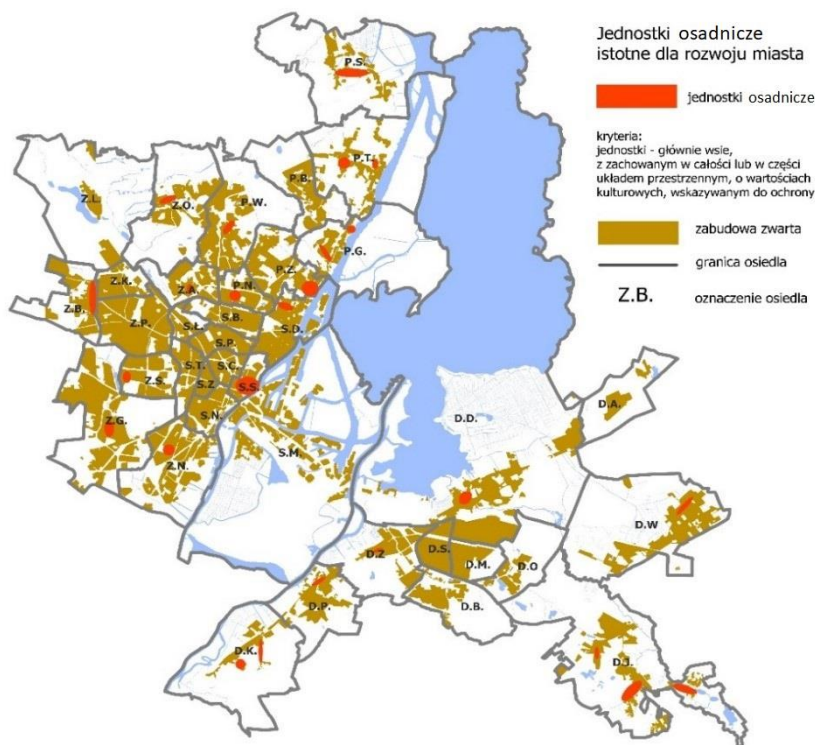 Jednostki osadnicze
istotne dla rozwoju miasta
jednostki osadnicze
kryteria:
jednostki - głównie wsie,
z zachowanym w całości lub w części
układem przestrzennym, o wartościach
kulturowych, wskazywanym do ochrony
zabudowa zwarta
granica osiedla
Z.B. oznaczenie osiedla
P.S.
P.T.
P.B.
Z.L.
Z.O.
P.W.
P.G.
P.Z.
Z.K.
Z.A.
P.N.
Z.B.
Z.P.
S.Ł.
S.B.
S.D.
S.P.
S.T.
S.C.
Z.S.
S.Z.
S.S.
D.A.
S.N.
D.D.
Z.G.
Z.N.
S.M.
D.W
D.Z
D.S.
D.M.
D.O
D.P.
D.B.
D.K.
D.J.